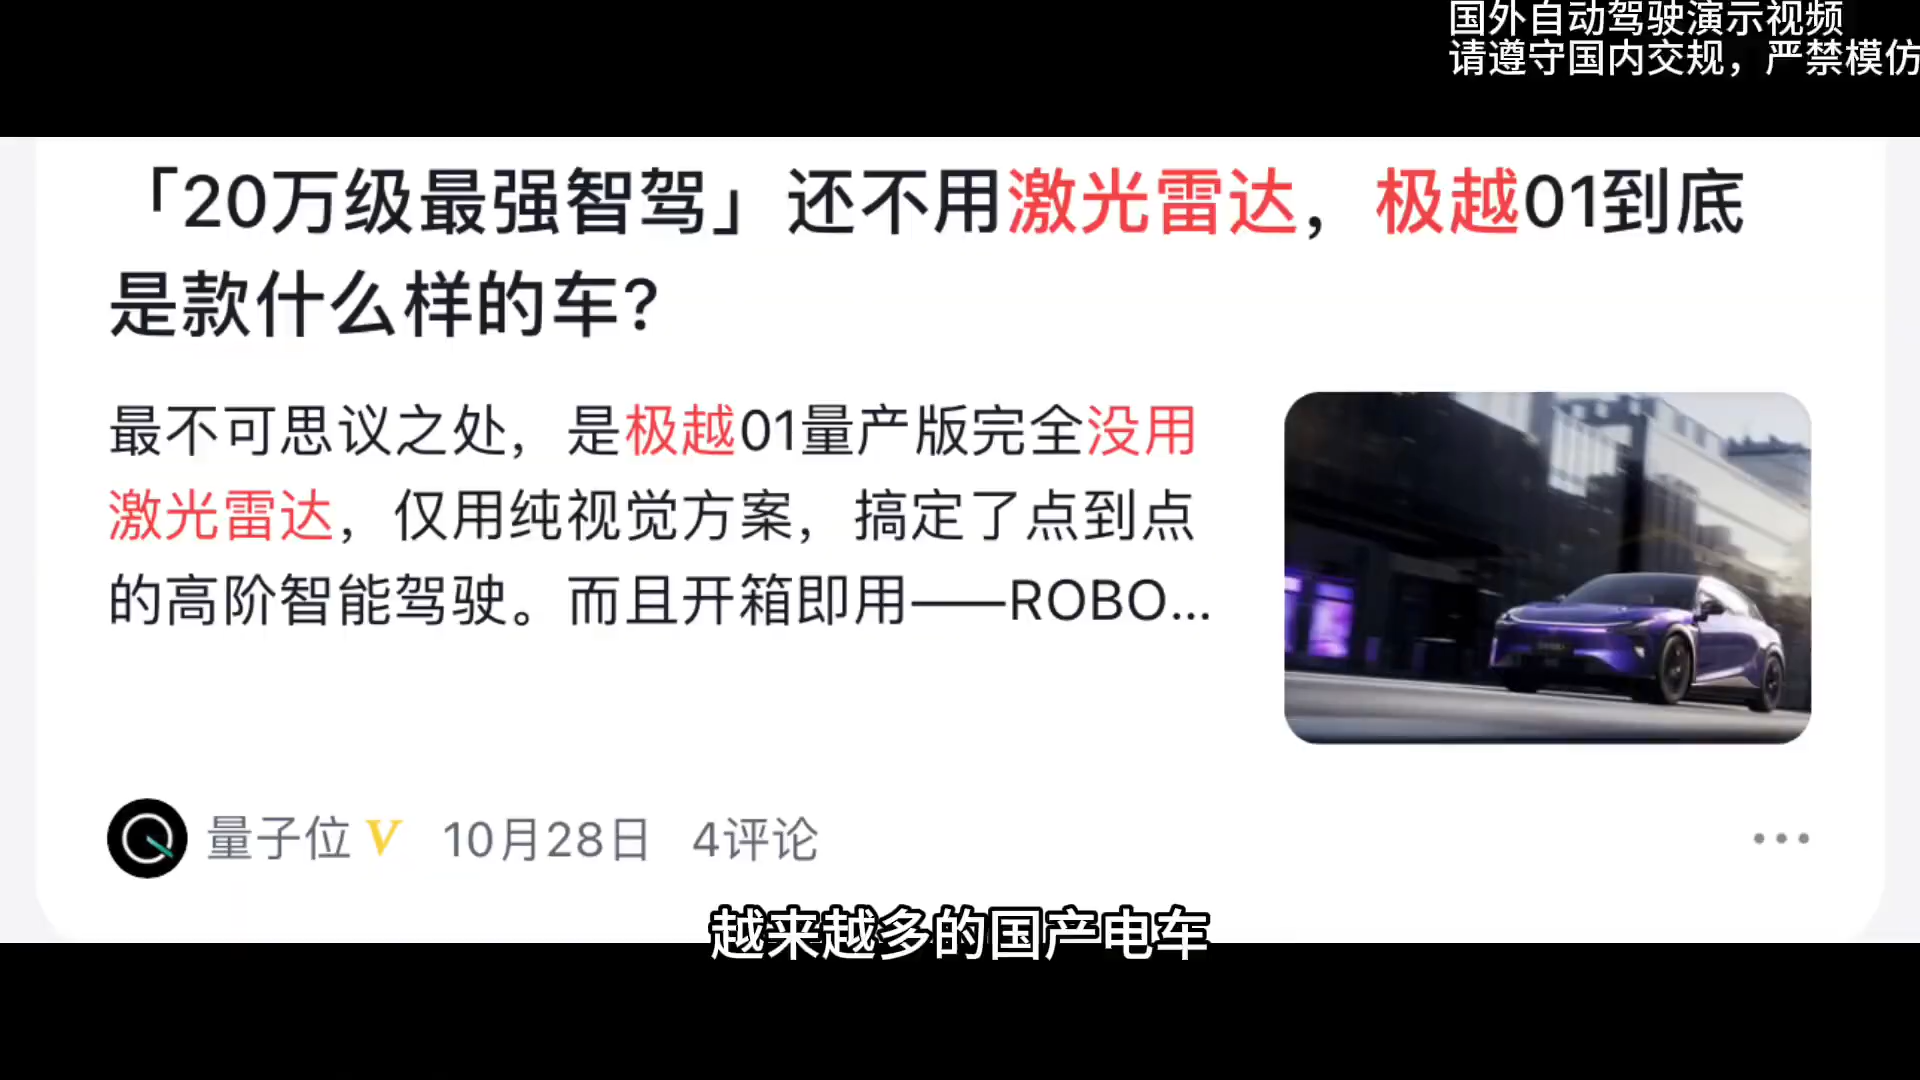 国外自动驾驶演示视频
请遵守国内交规，严禁模仿
「20万级最强智驾」还不用激光雷达，极越01到底
是款什么样的车?
最不可思议之处，是极越01量产版完全没用
激光雷达，仅用纯视觉方案，搞定了点到点
的高阶智能驾驶。而且开箱即用——ROBO...
量子位 V 10月28日 4评论
越来越多的国产电车